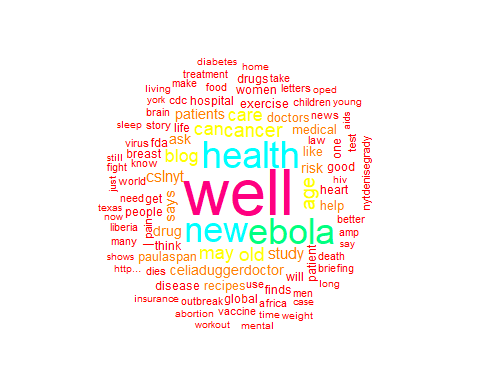 diabetes
treatment home
make food drugs take
living women letters oped
york cdc hospital exercise children young
brain patients care doctors news aids
sleep story life can cancer medical law test
virus fda ask
still breast blog health like one nytdenisegrady
fight know risk good
just world cslnyt hiv
need get says well age heart
texas people help
now pain drug new ebola better
liberia amp
many — think may old study say
shows paulaspan patient death
http... dies celiadugger doctor will briefing
disease recipes use finds long
insurance outbreak global men
africa case
abortion vaccine time weight
workout mental